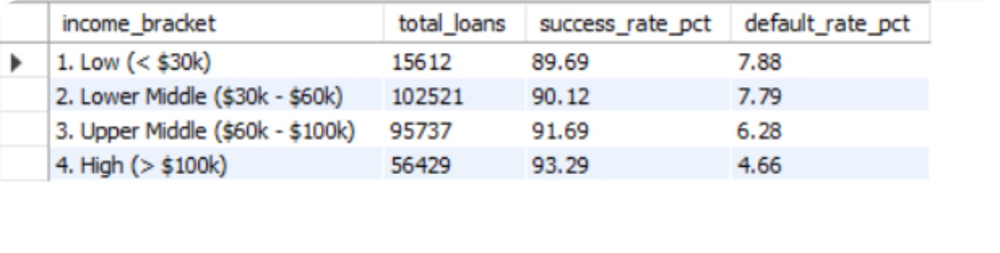 income_bracket total_loans success_rate_pct default_rate_pct
1. Low (< $30k) 15612 89.69 7.88
2. Lower Middle ($30k - $60k) 102521 90.12 7.79
3. Upper Middle ($60k - $100k) 95737 91.69 6.28
4. High (> $100k) 56429 93.29 4.66